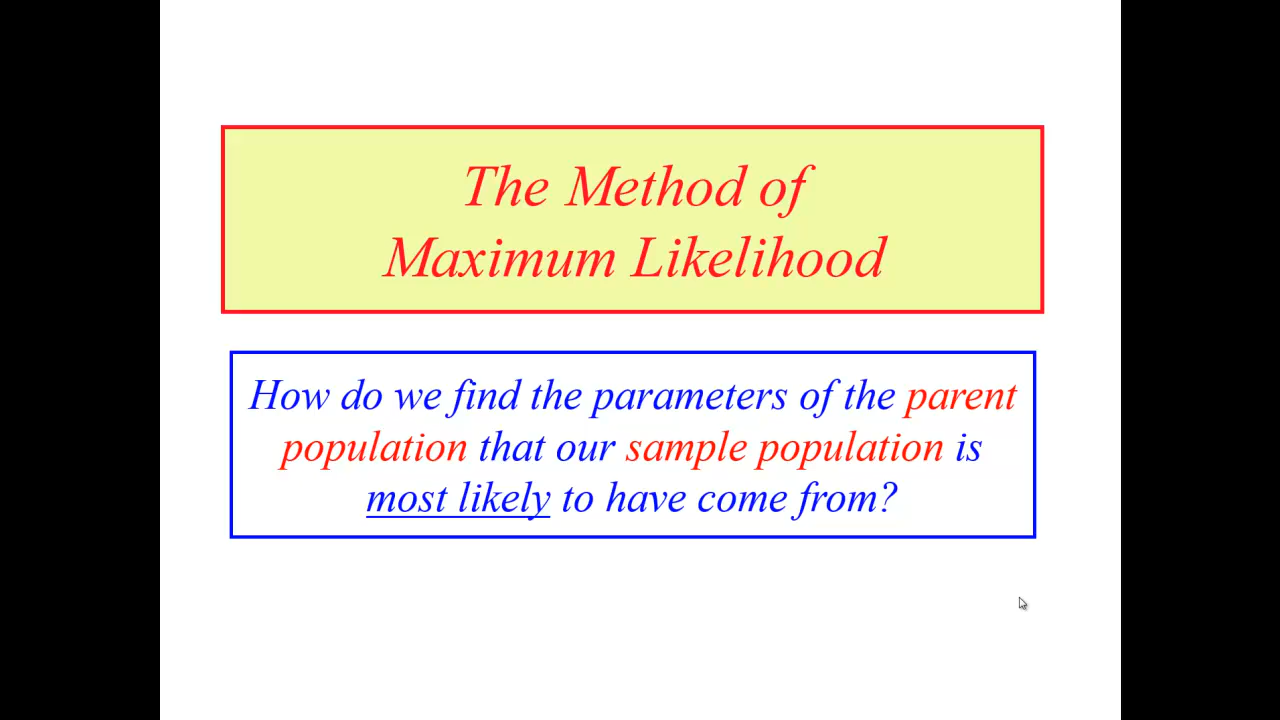 The Method of
Maximum Likelihood
How do we find the parameters of the parent
population that our sample population is
most likely to have come from?